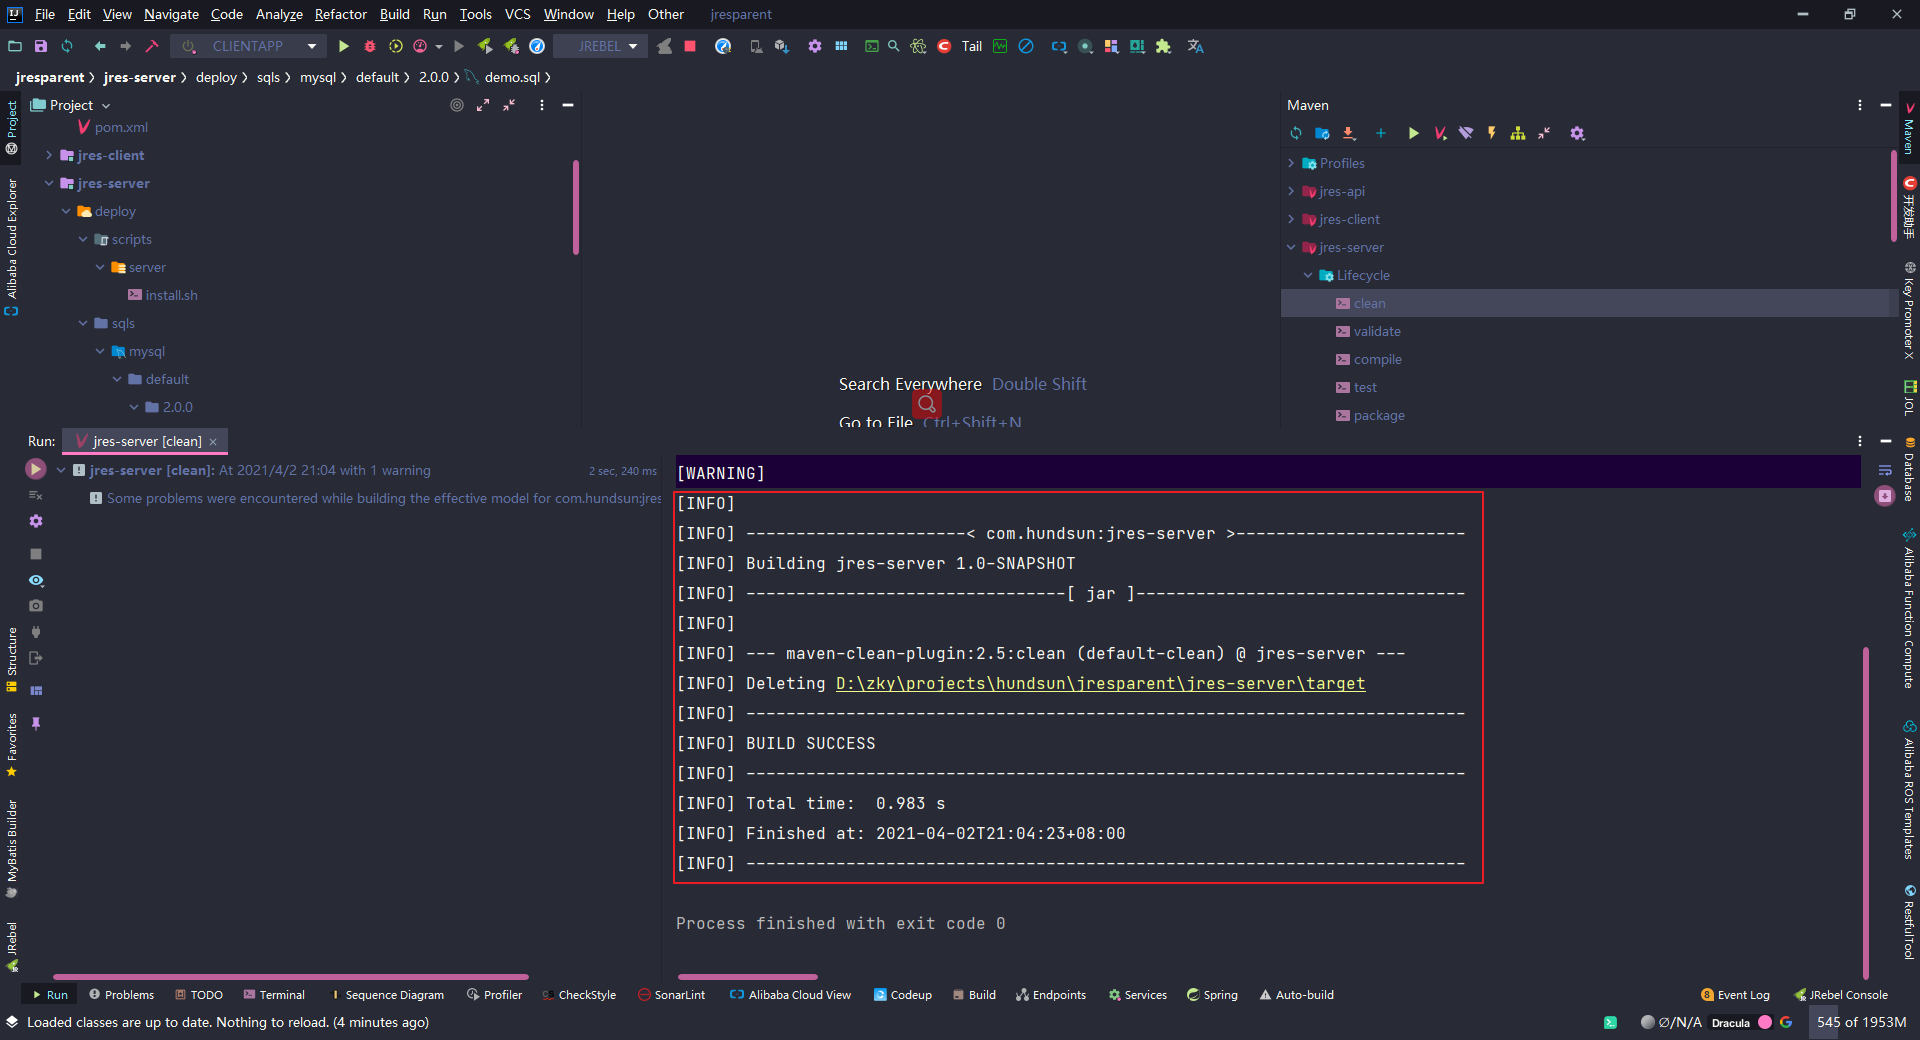 File Edit View Navigate Code Analyze Refactor Build Run Tools VCS Window Help Other jresparent
CLIENTAPP JREBEL Tail
jresparent jres-server deploy sqls mysql default 2.0.0 demo.sql
Project
pom.xml
jres-client
jres-server
deploy
scripts
server
install.sh
sqls
mysql
default
2.0.0
Project
Alibaba Cloud Explorer
Structure
Favorites
MyBatis Builder
JRebel
Search Everywhere Double Shift
Go to File Ctrl+Shift+N
Maven
Profiles
jres-api
jres-client
jres-server
Lifecycle
clean
validate
compile
test
package
Maven
开发助手
Key Promoter X
JOL
Database
Alibaba Function Compute
Alibaba ROS Templates
RestfulTool
Run: jres-server [clean]
jres-server [clean]: At 2021/4/2 21:04 with 1 warning 2 sec, 240 ms
Some problems were encountered while building the effective model for com.hundsun:jres
[WARNING]
[INFO]
[INFO] ----------------------< com.hundsun:jres-server >-----------------------
[INFO] Building jres-server 1.0-SNAPSHOT
[INFO] --------------------------------[ jar ]---------------------------------
[INFO]
[INFO] --- maven-clean-plugin:2.5:clean (default-clean) @ jres-server ---
[INFO] Deleting D:\zky\projects\hundsun\jresparent\jres-server\target
[INFO] ------------------------------------------------------------------------
[INFO] BUILD SUCCESS
[INFO] ------------------------------------------------------------------------
[INFO] Total time:  0.983 s
[INFO] Finished at: 2021-04-02T21:04:23+08:00
[INFO] ------------------------------------------------------------------------
Process finished with exit code 0
Run Problems TODO Terminal Sequence Diagram Profiler CheckStyle SonarLint Alibaba Cloud View Codeup Build Endpoints Services Spring Auto-build 8 Event Log JRebel Console
Loaded classes are up to date. Nothing to reload. (4 minutes ago) Ø/N/A Dracula 545 of 1953M